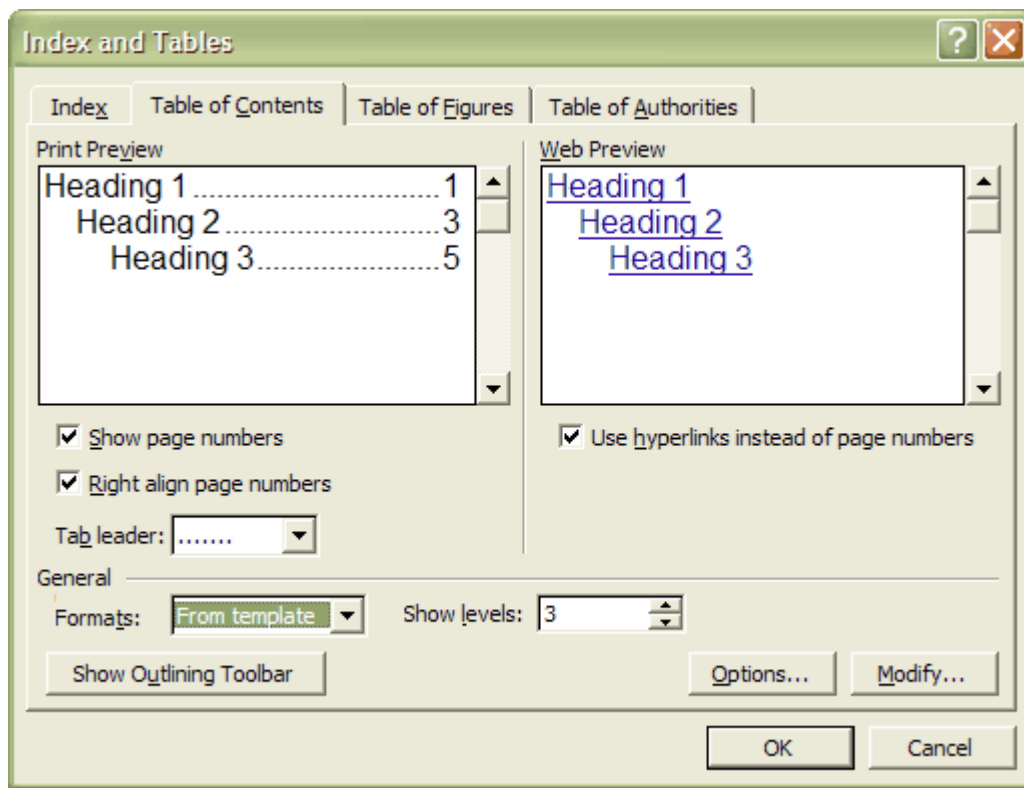 Index and Tables
Index Table of Contents Table of Figures Table of Authorities
Print Preview
Heading 1..............................1
Heading 2...........................3
Heading 3.......................5
Web Preview
Heading 1
Heading 2
Heading 3
Show page numbers
Right align page numbers
Tab leader: .......
Use hyperlinks instead of page numbers
General
Formats: From template Show levels: 3
Show Outlining Toolbar Options... Modify...
OK Cancel